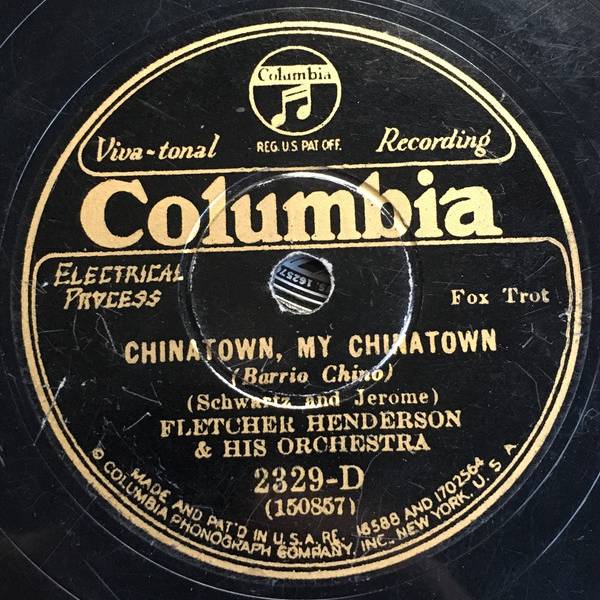 Columbia
REG. U.S. PAT. OFF.
Viva-tonal Recording
Columbia
ELECTRICAL
PROCESS
Fox Trot
CHINATOWN, MY CHINATOWN
(Barrio Chino)
(Schwartz and Jerome)
FLETCHER HENDERSON
& HIS ORCHESTRA
2329-D
(150857)
MADE AND PAT'D IN U.S.A. RE. 16588 AND 1702564
© COLUMBIA PHONOGRAPH COMPANY, INC., NEW YORK, U.S.A.